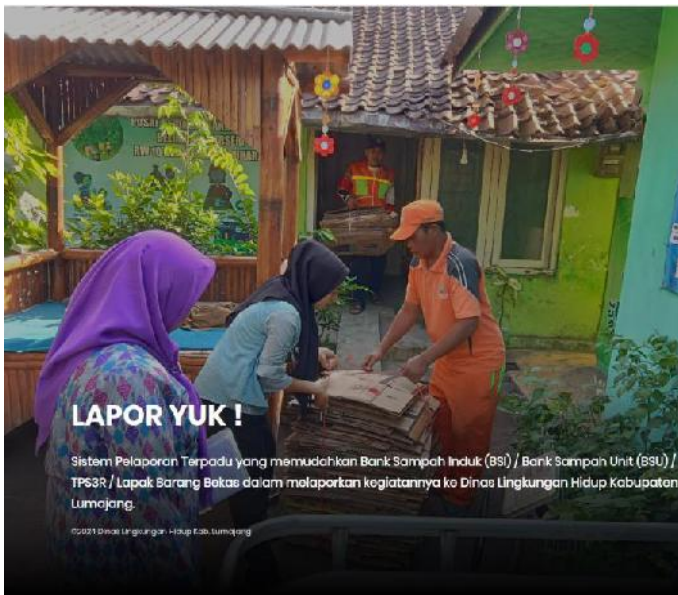 LAPOR YUK !
Sistem Pelaporan Terpadu yang memudahkan Bank Sampah Induk (BSI) / Bank Sampah Unit (BSU) /
TPS3R / Lapak Barang Bekas dalam melaporkan kegiatannya ke Dinas Lingkungan Hidup Kabupaten
Lumajang.
©2024 Dinas Lingkungan Hidup Kab. Lumajang